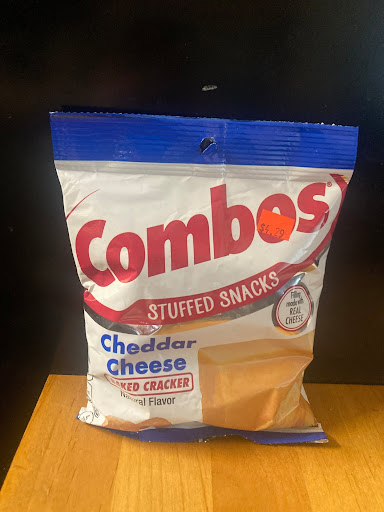 Combos®
STUFFED SNACKS
Filling
made with
REAL
CHEESE
Cheddar
Cheese
BAKED CRACKER
Natural Flavor